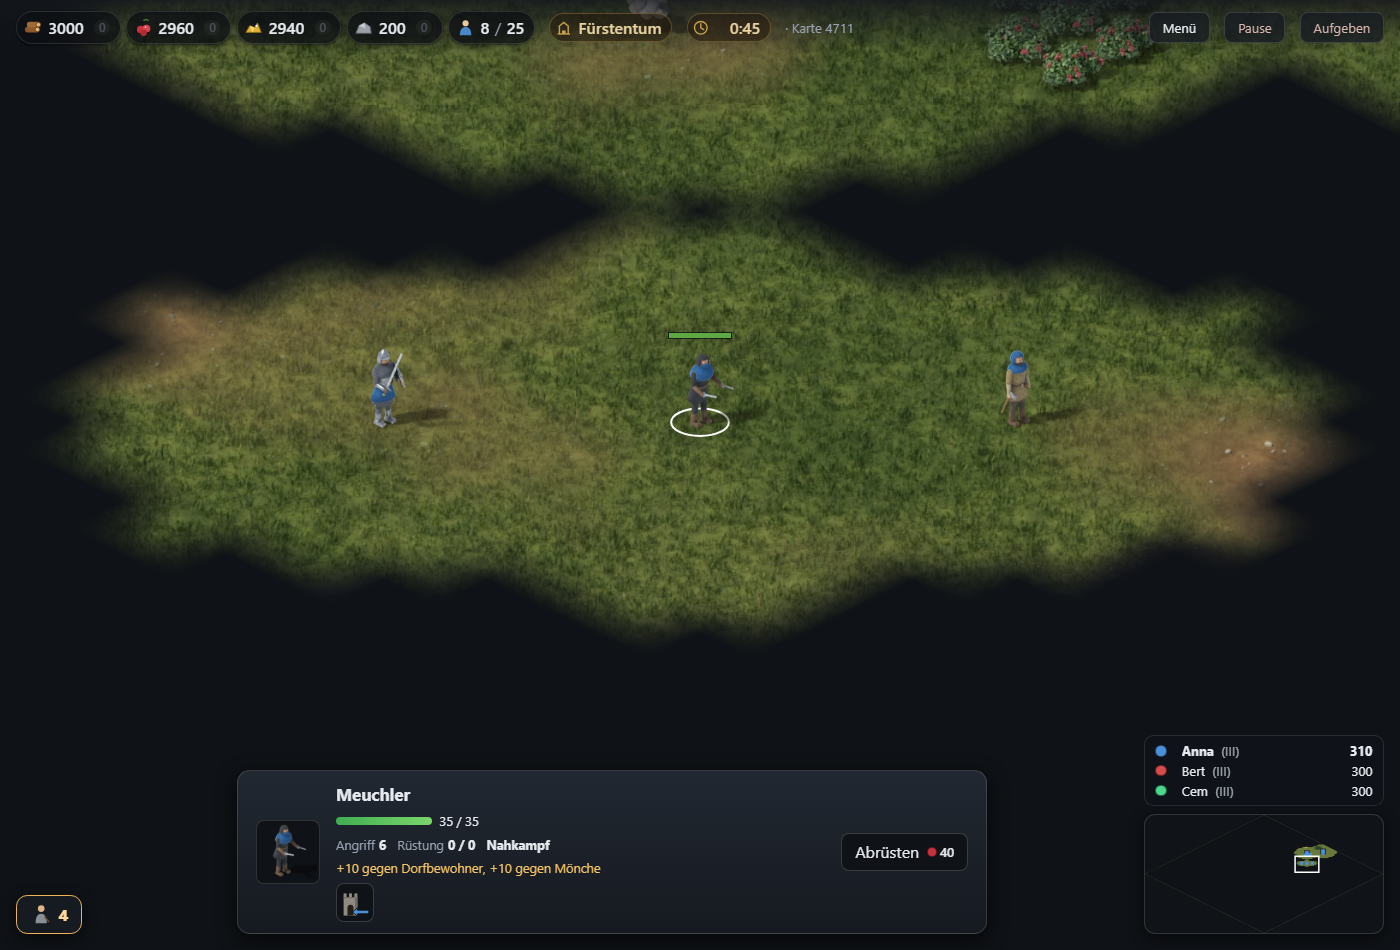 3000 0 2960 0 2940 0 200 0 8 / 25 Fürstentum 0:45 · Karte 4711 Menü Pause Aufgeben
Anna (III) 310
Bert (III) 300
Cem (III) 300
Meuchler
35 / 35
Angriff 6 Rüstung 0 / 0 Nahkampf
+10 gegen Dorfbewohner, +10 gegen Mönche
Abrüsten 40
4